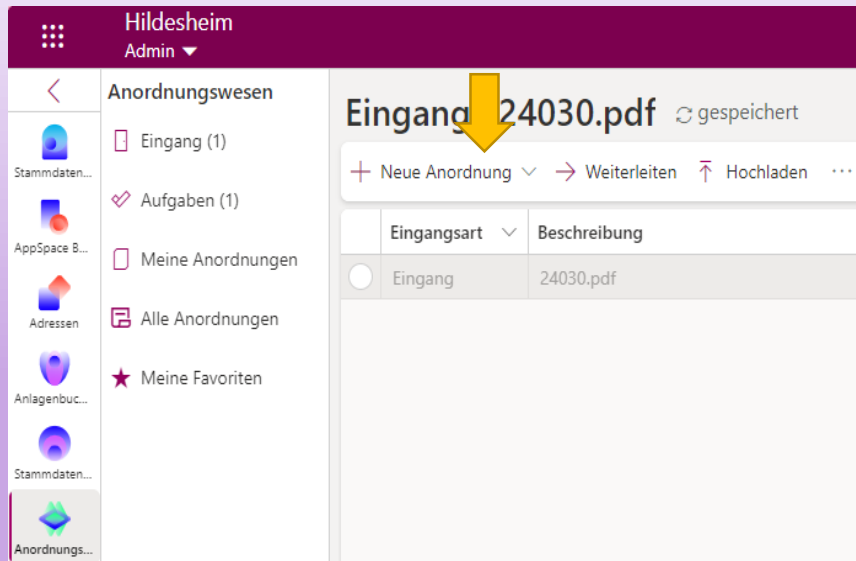 Hildesheim
Admin
Anordnungswesen
Eingang (1)
Aufgaben (1)
Meine Anordnungen
Alle Anordnungen
Meine Favoriten
Stammdaten...
AppSpace B...
Adressen
Anlagenbuc...
Stammdaten...
Anordnungs...
Eingang 24030.pdf gespeichert
Neue Anordnung Weiterleiten Hochladen ...
Eingangsart Beschreibung
Eingang 24030.pdf